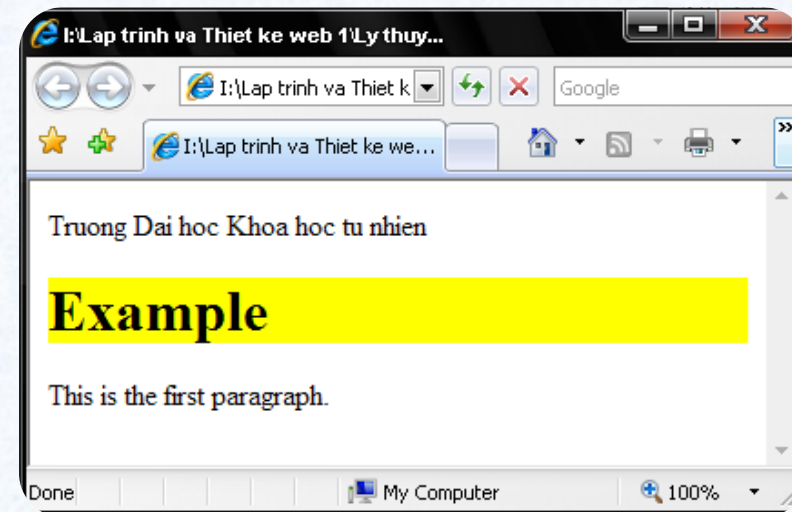 I:\Lap trinh va Thiet ke web 1\Ly thuy...
I:\Lap trinh va Thiet k
Google
I:\Lap trinh va Thiet ke we...
»
Truong Dai hoc Khoa hoc tu nhien
Example
This is the first paragraph.
Done
My Computer
100%